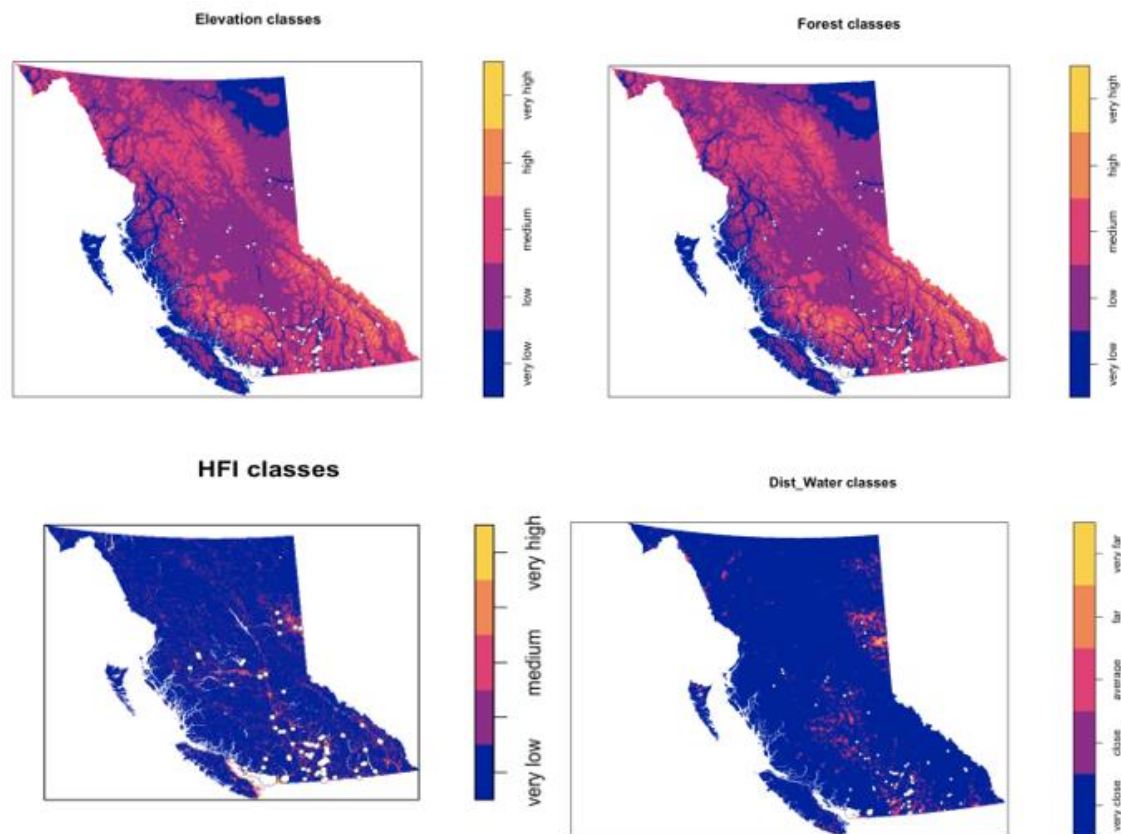 Elevation classes
very high
high
medium
low
very low
Forest classes
very high
high
medium
low
very low
HFI classes
very high
medium
very low
Dist_Water classes
very far
far
average
close
very close